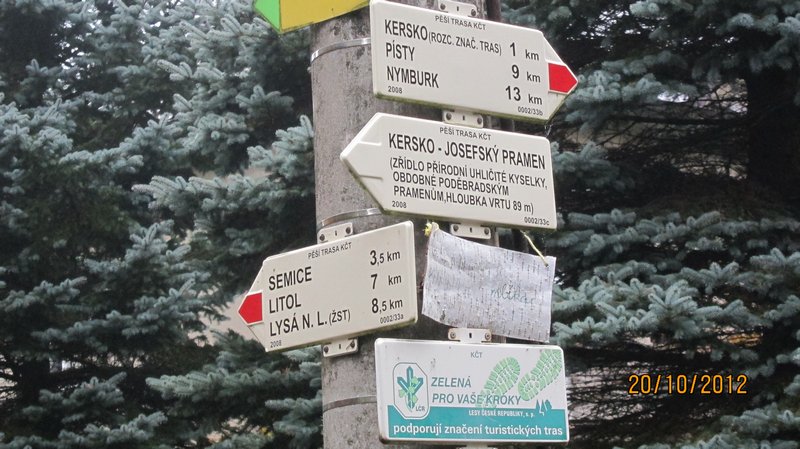 PĚŠÍ TRASA KČT
KERSKO (ROZC. ZNAČ. TRAS) 1 km
PÍSTY 9 km
NYMBURK 13 km
2008 0002/33b
PĚŠÍ TRASA KČT
KERSKO - JOSEFSKÝ PRAMEN
(ZŘÍDLO PŘÍRODNÍ UHLIČITÉ KYSELKY,
OBDOBNÉ PODĚBRADSKÝM
PRAMENŮM,HLOUBKA VRTU 89 m)
2008 0002/33c
PĚŠÍ TRASA KČT
SEMICE 3,5 km
LITOL 7 km
LYSÁ N. L. (ŽST) 8,5 km
2008 0002/33a
KČT
ZELENÁ
PRO VAŠE KROKY
LČR
LESY ČESKÉ REPUBLIKY, s. p.
podporují značení turistických tras
20/10/2012